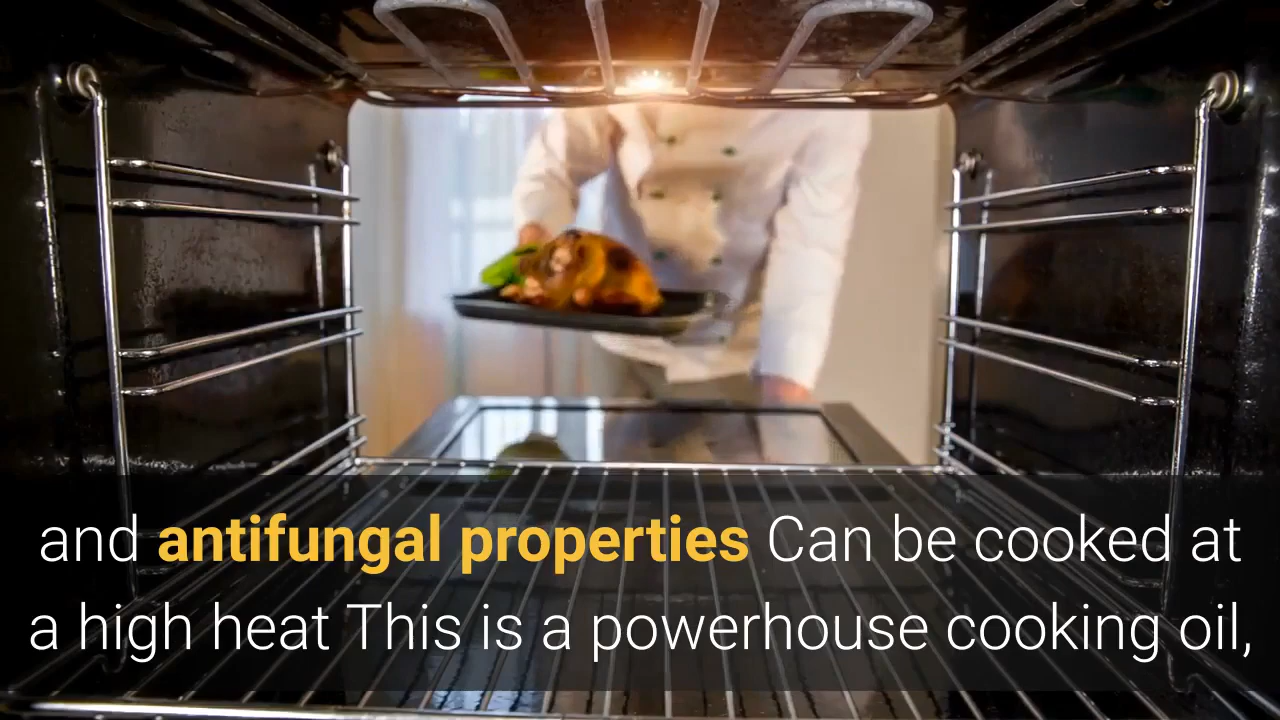 and antifungal properties Can be cooked at
a high heat This is a powerhouse cooking oil,